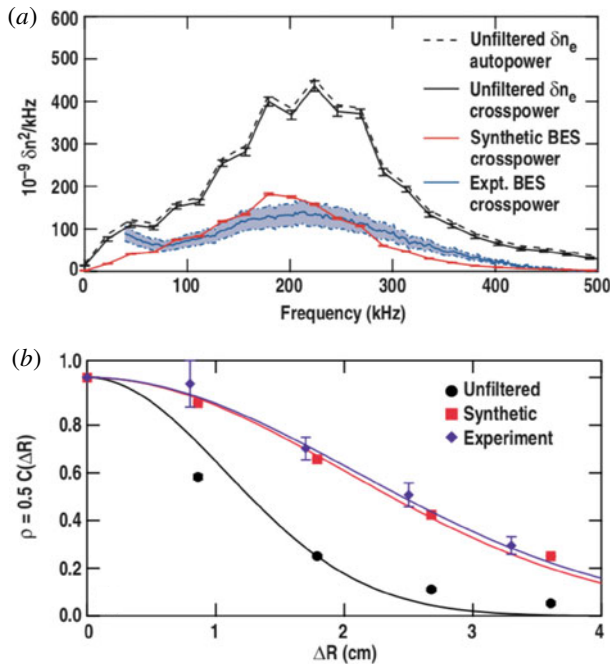 (a)
600
500
400
300
200
100
0
10⁻⁹ δn²/kHz
Unfiltered δnₑ
autopower
Unfiltered δnₑ
crosspower
Synthetic BES
crosspower
Expt. BES
crosspower
0 100 200 300 400 500
Frequency (kHz)
(b)
1.0
0.8
0.6
0.4
0.2
0.0
ρ = 0.5 C(ΔR)
Unfiltered
Synthetic
Experiment
0 1 2 3 4
ΔR (cm)